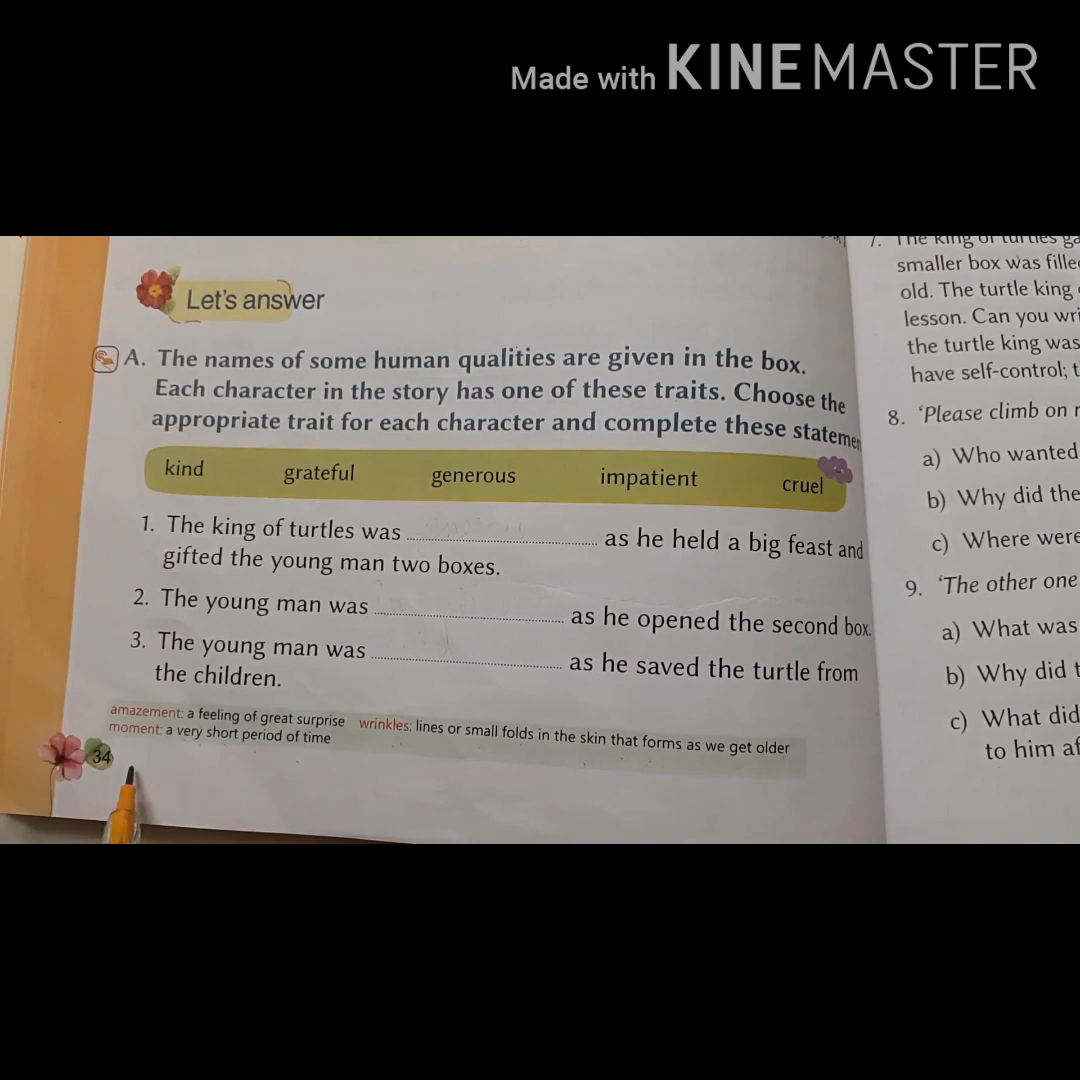 Made with KINEMASTER
Let's answer
A. The names of some human qualities are given in the box.
Each character in the story has one of these traits. Choose the
appropriate trait for each character and complete these
kind grateful generous impatient cruel
1. The king of turtles was ........................ as he held a big feast and
gifted the young man two boxes.
2. The young man was ........................ as he opened the second box.
3. The young man was ........................ as he saved the turtle from
the children.
amazement: a feeling of great surprise wrinkles: lines or small folds in the skin that forms as we get older
moment: a very short period of time
34
7. The king of turtles
smaller box was
old. The turtle king
lesson. Can you
the turtle king was
have self-control;
8. ‘Please climb on
a) Who wanted
b) Why did the
c) Where were
9. ‘The other one
a) What was
b) Why did
c) What did
to him